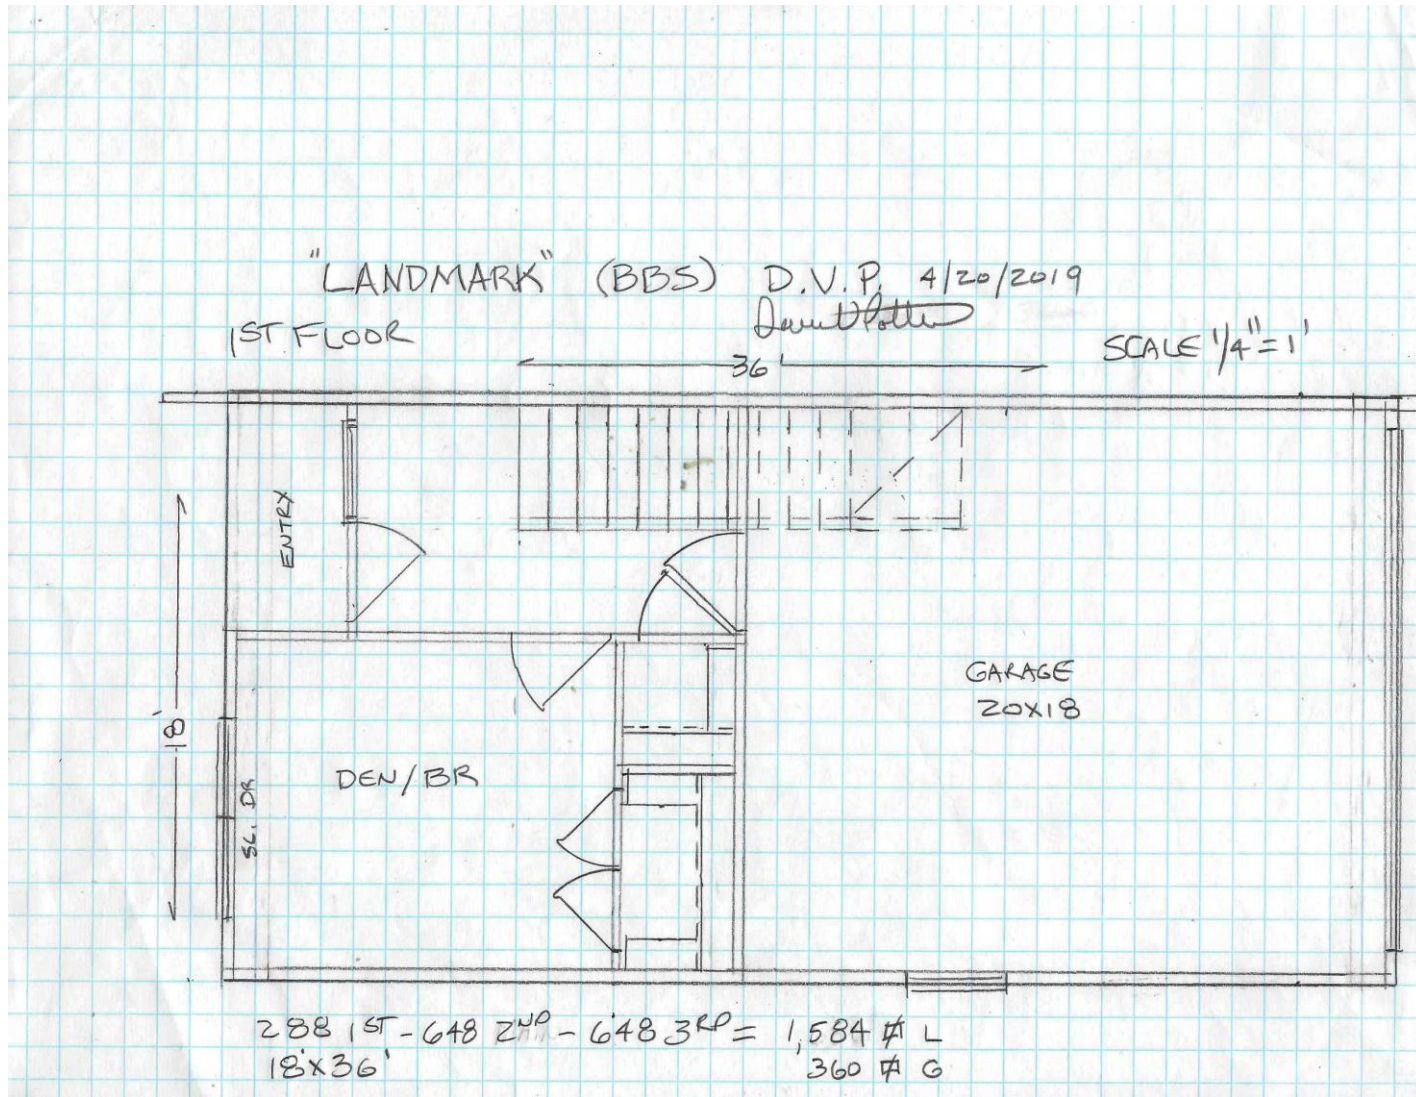 "LANDMARK" (BBS) D.V.P. 4/20/2019
1ST FLOOR
SCALE 1/4"=1'
36'
ENTRY
18'
GARAGE
20X18
DEN/BR
SL. DR
288 1ST - 648 2ND - 648 3RD = 1,584 ⏍ L
18'X36'
360 ⏍ G